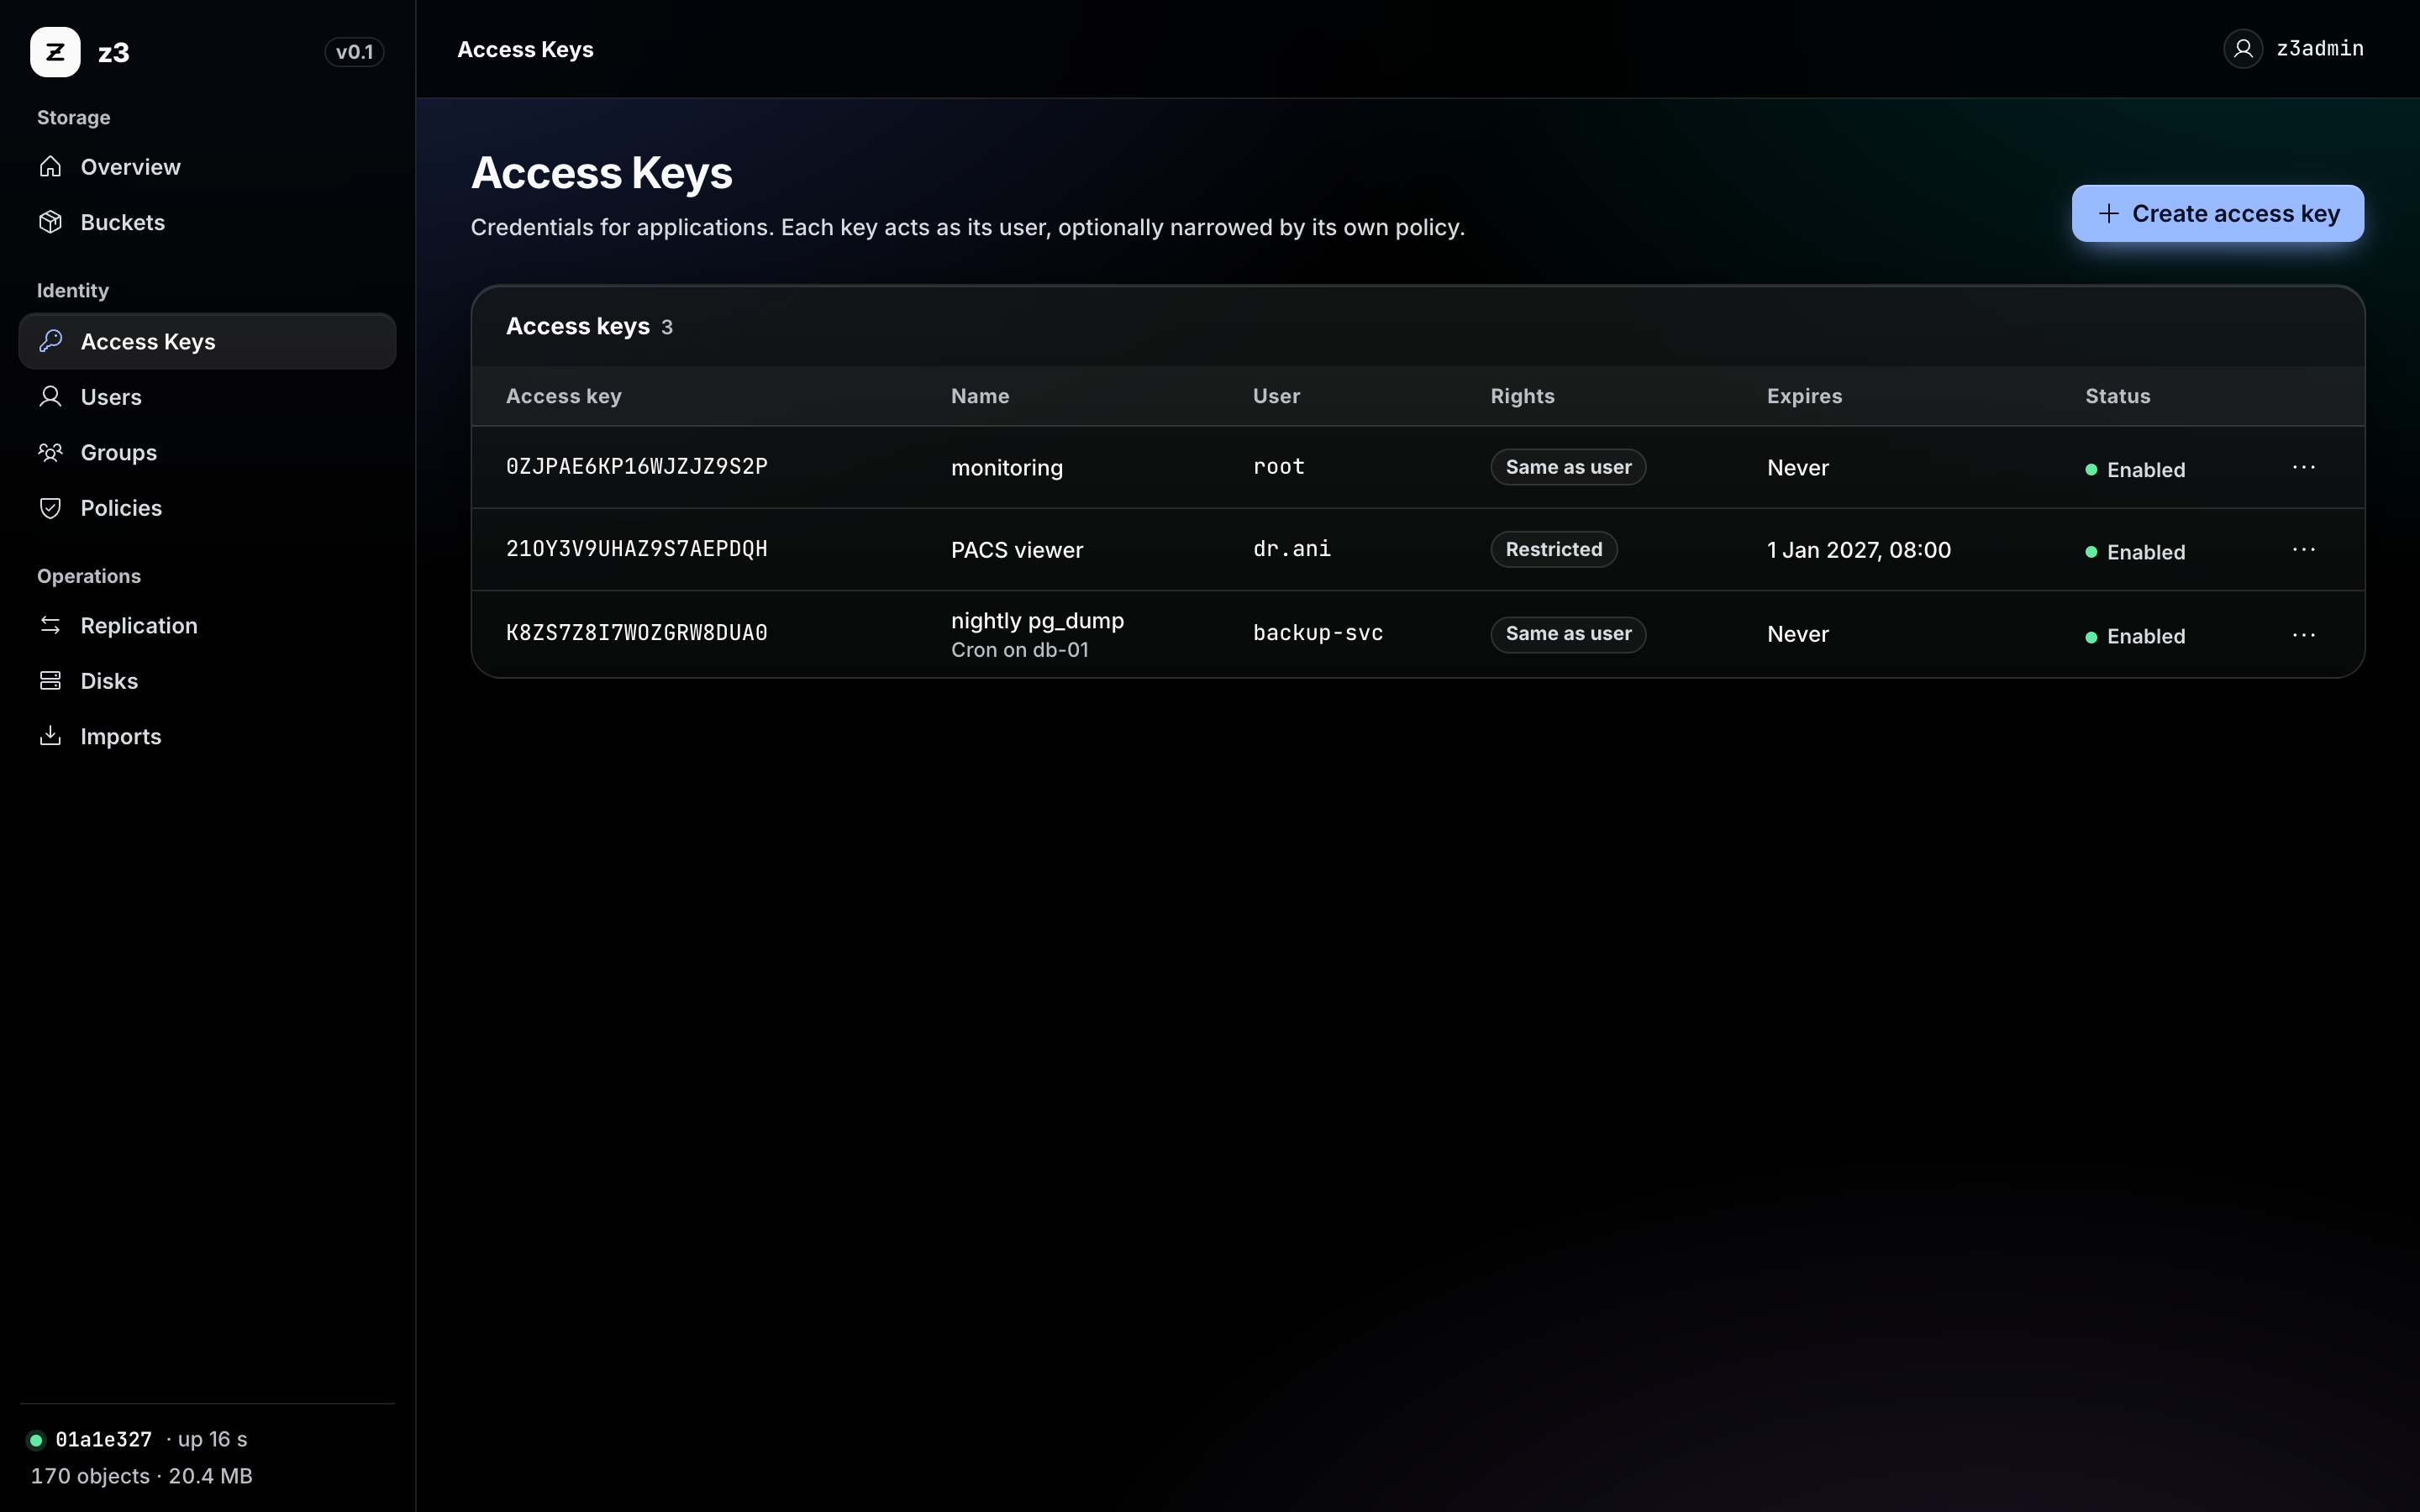 z3
v0.1
Storage
Overview
Buckets
Identity
Access Keys
Users
Groups
Policies
Operations
Replication
Disks
Imports
01a1e327 · up 16 s
170 objects · 20.4 MB
Access Keys
z3admin
Access Keys
Credentials for applications. Each key acts as its user, optionally narrowed by its own policy.
Create access key
Access keys 3
Access key Name User Rights Expires Status
0ZJPAE6KP16WJZJZ9S2P monitoring root Same as user Never Enabled
21OY3V9UHAZ9S7AEPDQH PACS viewer dr.ani Restricted 1 Jan 2027, 08:00 Enabled
K8ZS7Z8I7WOZGRW8DUA0 nightly pg_dump backup-svc Same as user Never Enabled
Cron on db-01